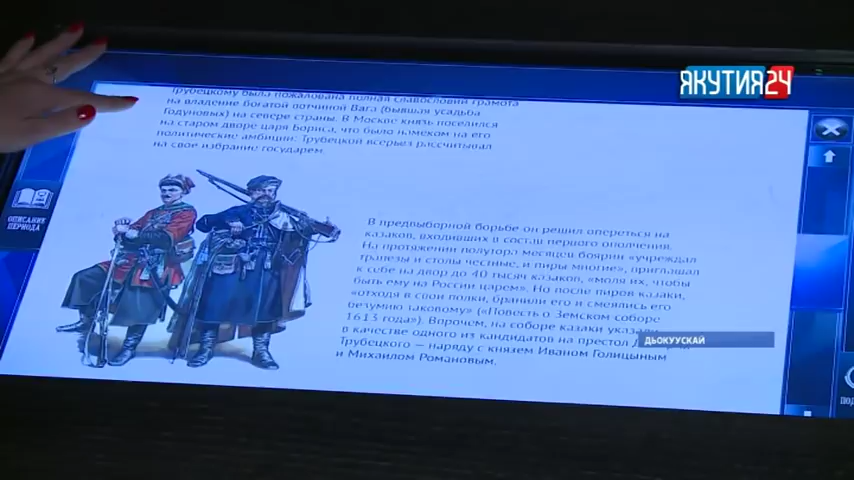 ЯКУТИЯ24
Трубецкому была пожалована полная славословий грамота
на владение богатой вотчиной Вага (бывшая усадьба
Годуновых) на севере страны. В Москве князь поселился
на старом дворе царя Бориса, что было намеком на его
политические амбиции: Трубецкой всерьез рассчитывал
на свое избрание государем.
ОПИСАНИЕ
ПЕРИОДА
В предвыборной борьбе он решил опереться на
казаков, входивших в состав первого ополчения.
На протяжении полутора месяцев боярин «учреждал
трапезы и столы честные, и пиры многие», приглашал
к себе на двор до 40 тысяч казаков, «моля их, чтобы
быть ему на России царем». Но после пиров казаки,
«отходя в свои полки, бранили его и смеялись его
безумию таковому» («Повесть о Земском соборе
1613 года»). Впрочем, на соборе казаки указали
в качестве одного из кандидатов на престол
Трубецкого — наряду с князем Иваном Голицыным
и Михаилом Романовым.
ДЬОКУУСКАЙ